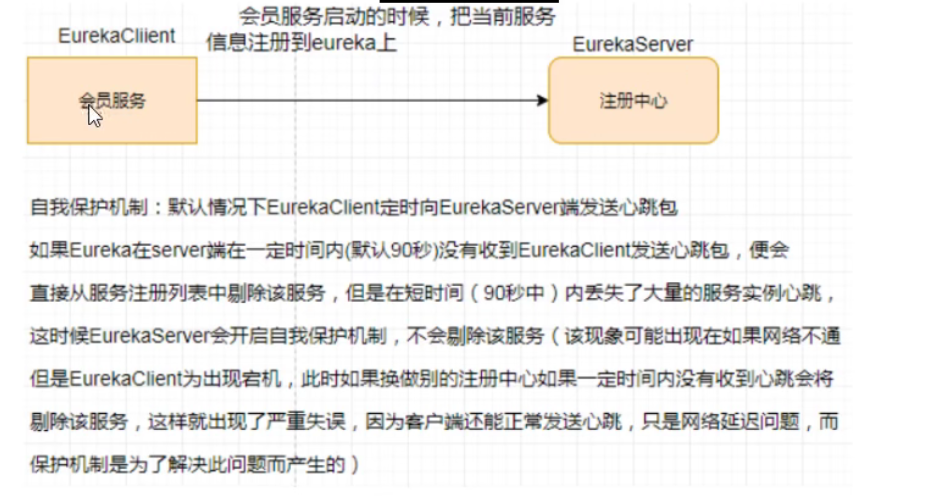 会员服务启动的时候，把当前服务
EurekaCliient
信息注册到eureka上
EurekaServer
会员服务
注册中心
自我保护机制：默认情况下EurekaClient定时向EurekaServer端发送心跳包
如果Eureka在server端在一定时间内(默认90秒)没有收到EurekaClient发送心跳包，便会
直接从服务注册列表中剔除该服务，但是在短时间（90秒中）内丢失了大量的服务实例心跳，
这时候EurekaServer会开启自我保护机制，不会剔除该服务（该现象可能出现在如果网络不通
但是EurekaClient为出现宕机，此时如果换做别的注册中心如果一定时间内没有收到心跳会将
剔除该服务，这样就出现了严重失误，因为客户端还能正常发送心跳，只是网络延迟问题，而
保护机制是为了解决此问题而产生的）